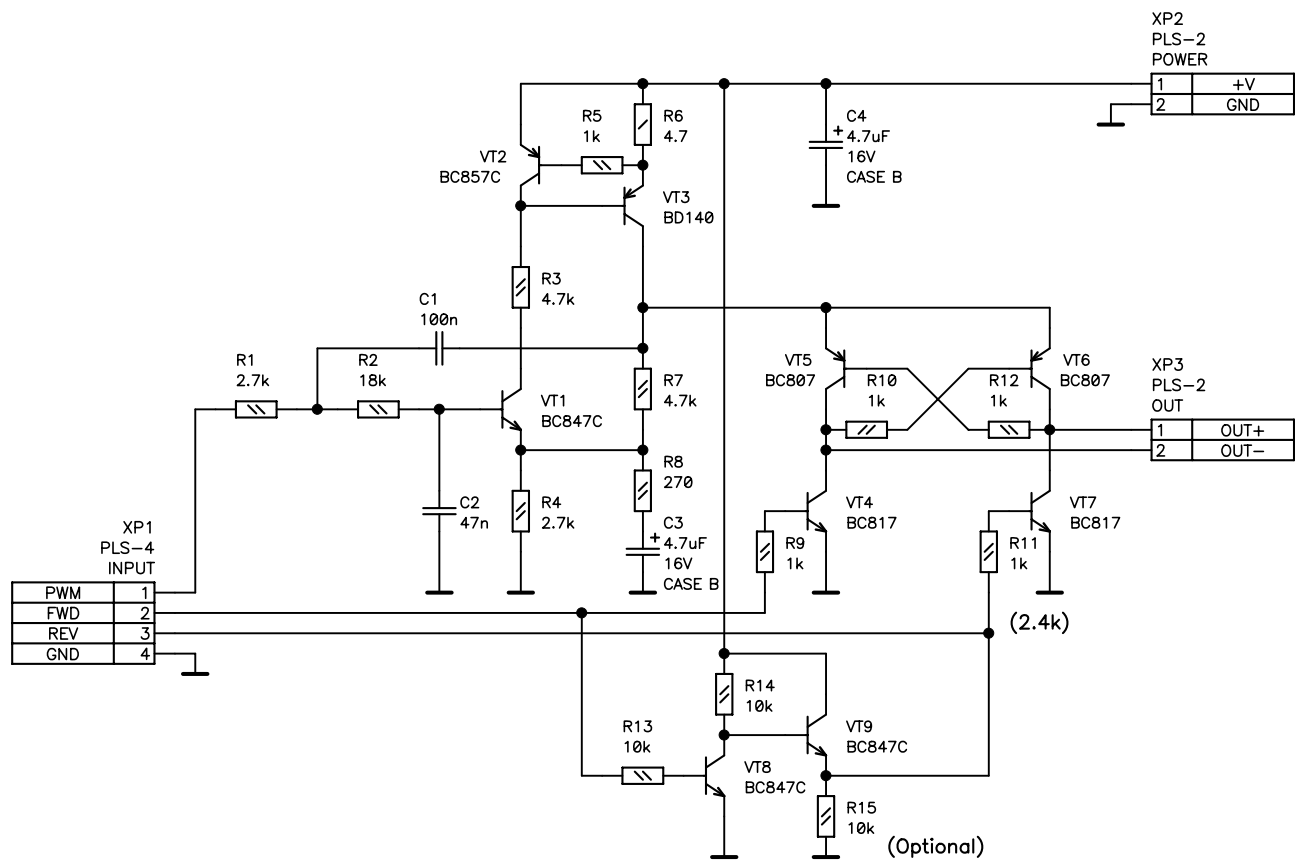 XP2
PLS-2
POWER
1 +V
2 GND
R5
1k
R6
4.7
C4
+ 4.7uF
16V
CASE B
VT2
BC857C
VT3
BD140
R3
4.7k
C1
100n
R1
2.7k
R2
18k
VT1
BC847C
R7
4.7k
VT5
BC807
R10
1k
R12
1k
VT6
BC807
XP3
PLS-2
OUT
1 OUT+
2 OUT-
R8
270
C2
47n
R4
2.7k
C3
+ 4.7uF
16V
CASE B
VT4
BC817
R9
1k
VT7
BC817
R11
1k
(2.4k)
XP1
PLS-4
INPUT
PWM 1
FWD 2
REV 3
GND 4
R14
10k
R13
10k
VT9
BC847C
VT8
BC847C
R15
10k
(Optional)